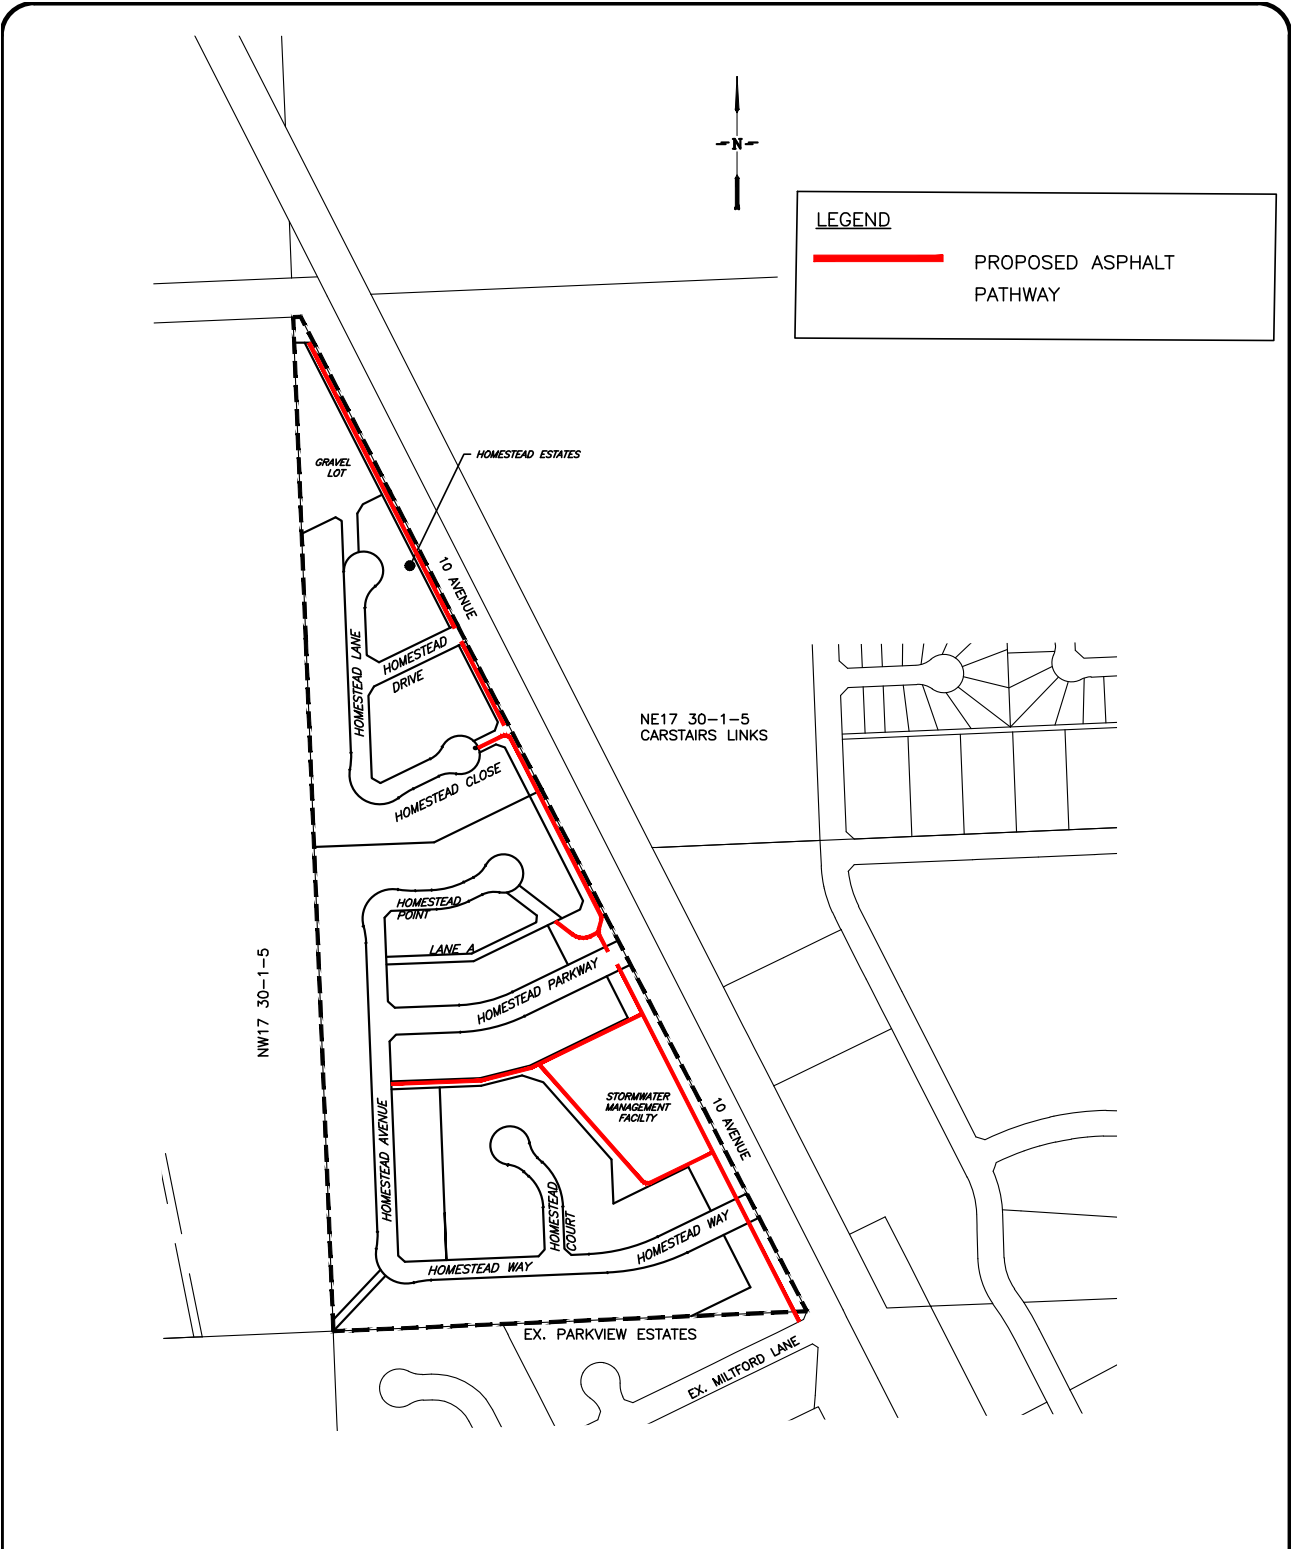 N
LEGEND
PROPOSED ASPHALT
PATHWAY
HOMESTEAD ESTATES
GRAVEL
LOT
10 AVENUE
HOMESTEAD LANE
HOMESTEAD
DRIVE
NE17 30-1-5
CARSTAIRS LINKS
HOMESTEAD CLOSE
HOMESTEAD
POINT
LANE A
NW17 30-1-5
HOMESTEAD PARKWAY
STORMWATER
MANAGEMENT
FACILTY
10 AVENUE
HOMESTEAD AVENUE
HOMESTEAD
COURT
HOMESTEAD WAY
HOMESTEAD WAY
EX. PARKVIEW ESTATES
EX. MILTFORD LANE